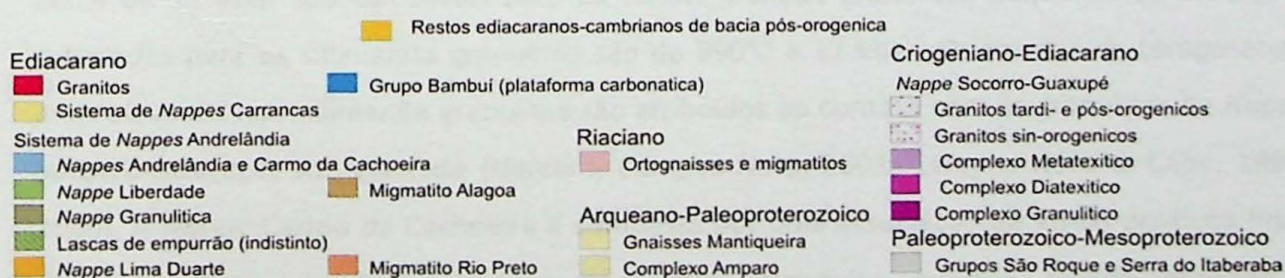 Restos ediacaranos-cambrianos de bacia pós-orogenica
Ediacarano
Granitos
Grupo Bambuí (plataforma carbonatica)
Sistema de Nappes Carrancas
Sistema de Nappes Andrelândia
Nappes Andrelândia e Carmo da Cachoeira
Nappe Liberdade
Migmatito Alagoa
Nappe Granulitica
Lascas de empurrão (indistinto)
Nappe Lima Duarte
Migmatito Rio Preto
Riaciano
Ortognaisses e migmatitos
Arqueano-Paleoproterozoico
Gnaisses Mantiqueira
Complexo Amparo
Criogeniano-Ediacarano
Nappe Socorro-Guaxupé
Granitos tardi- e pós-orogenicos
Granitos sin-orogenicos
Complexo Metatexitico
Complexo Diatexitico
Complexo Granulitico
Paleoproterozoico-Mesoproterozoico
Grupos São Roque e Serra do Itaberaba